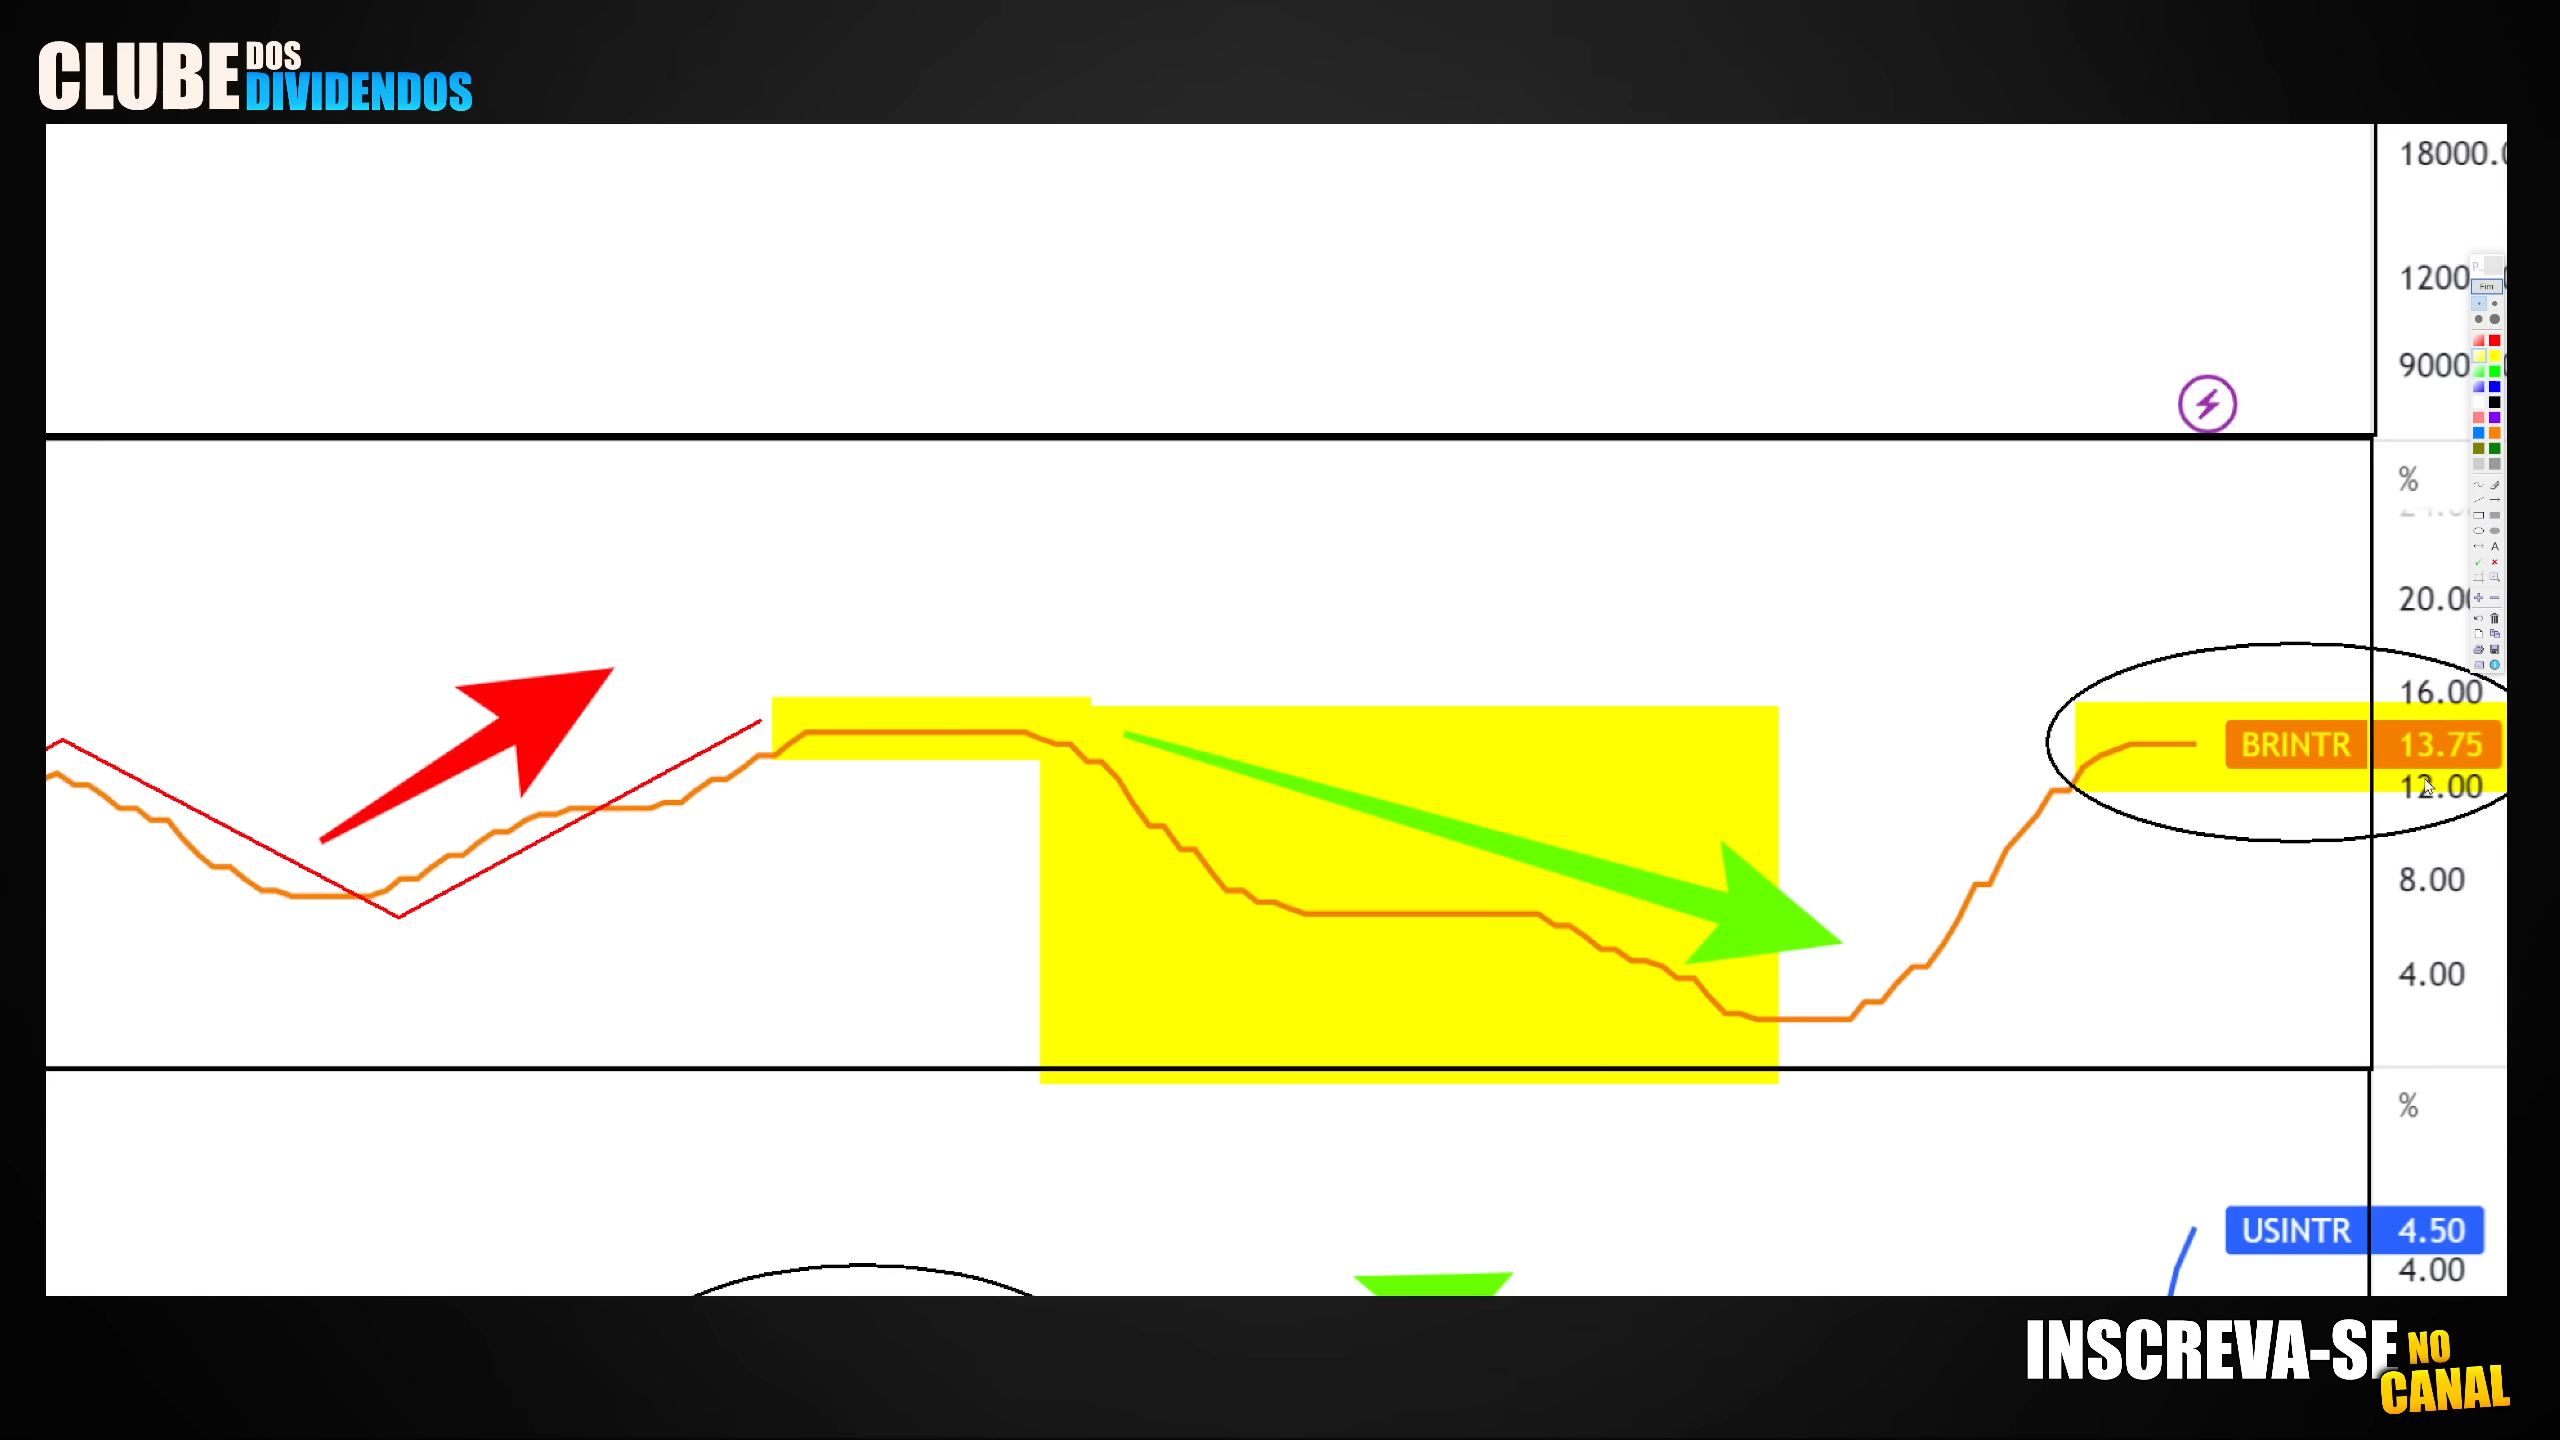 CLUBE DOS
DIVIDENDOS
18000.
1200
9000
Fim
%
20.0
16.00
BRINTR 13.75
12.00
8.00
4.00
%
USINTR 4.50
4.00
INSCREVA-SE NO
CANAL